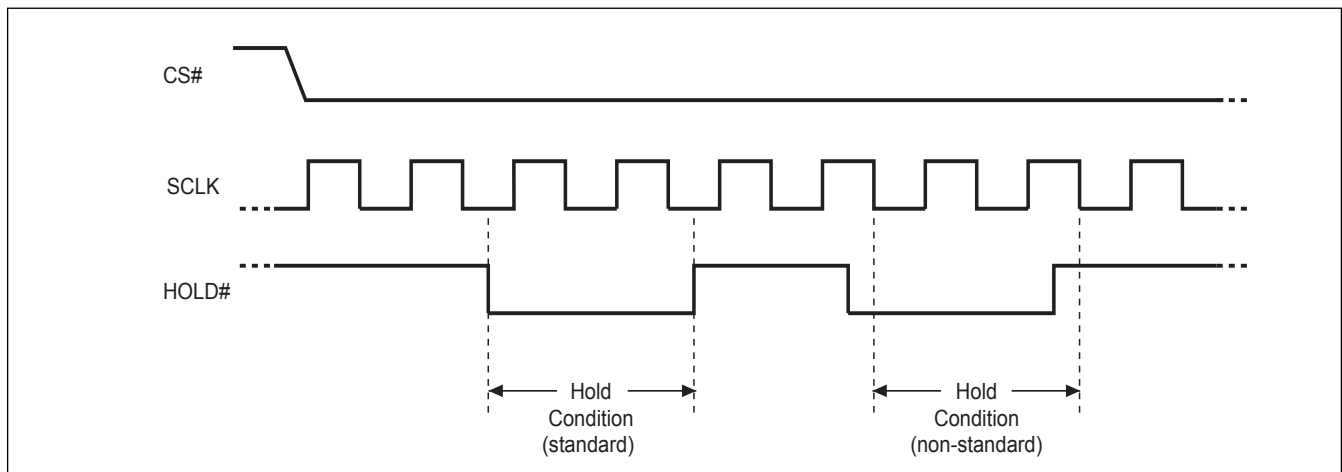 CS#
SCLK
HOLD#
Hold
Condition
(standard)
Hold
Condition
(non-standard)